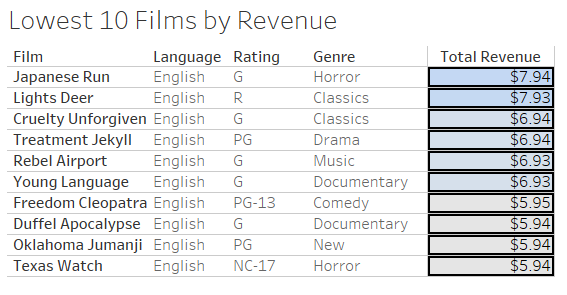 Lowest 10 Films by Revenue
Film Language Rating Genre Total Revenue
Japanese Run English G Horror $7.94
Lights Deer English R Classics $7.93
Cruelty Unforgiven English G Classics $6.94
Treatment Jekyll English PG Drama $6.94
Rebel Airport English G Music $6.93
Young Language English G Documentary $6.93
Freedom Cleopatra English PG-13 Comedy $5.95
Duffel Apocalypse English G Documentary $5.94
Oklahoma Jumanji English PG New $5.94
Texas Watch English NC-17 Horror $5.94